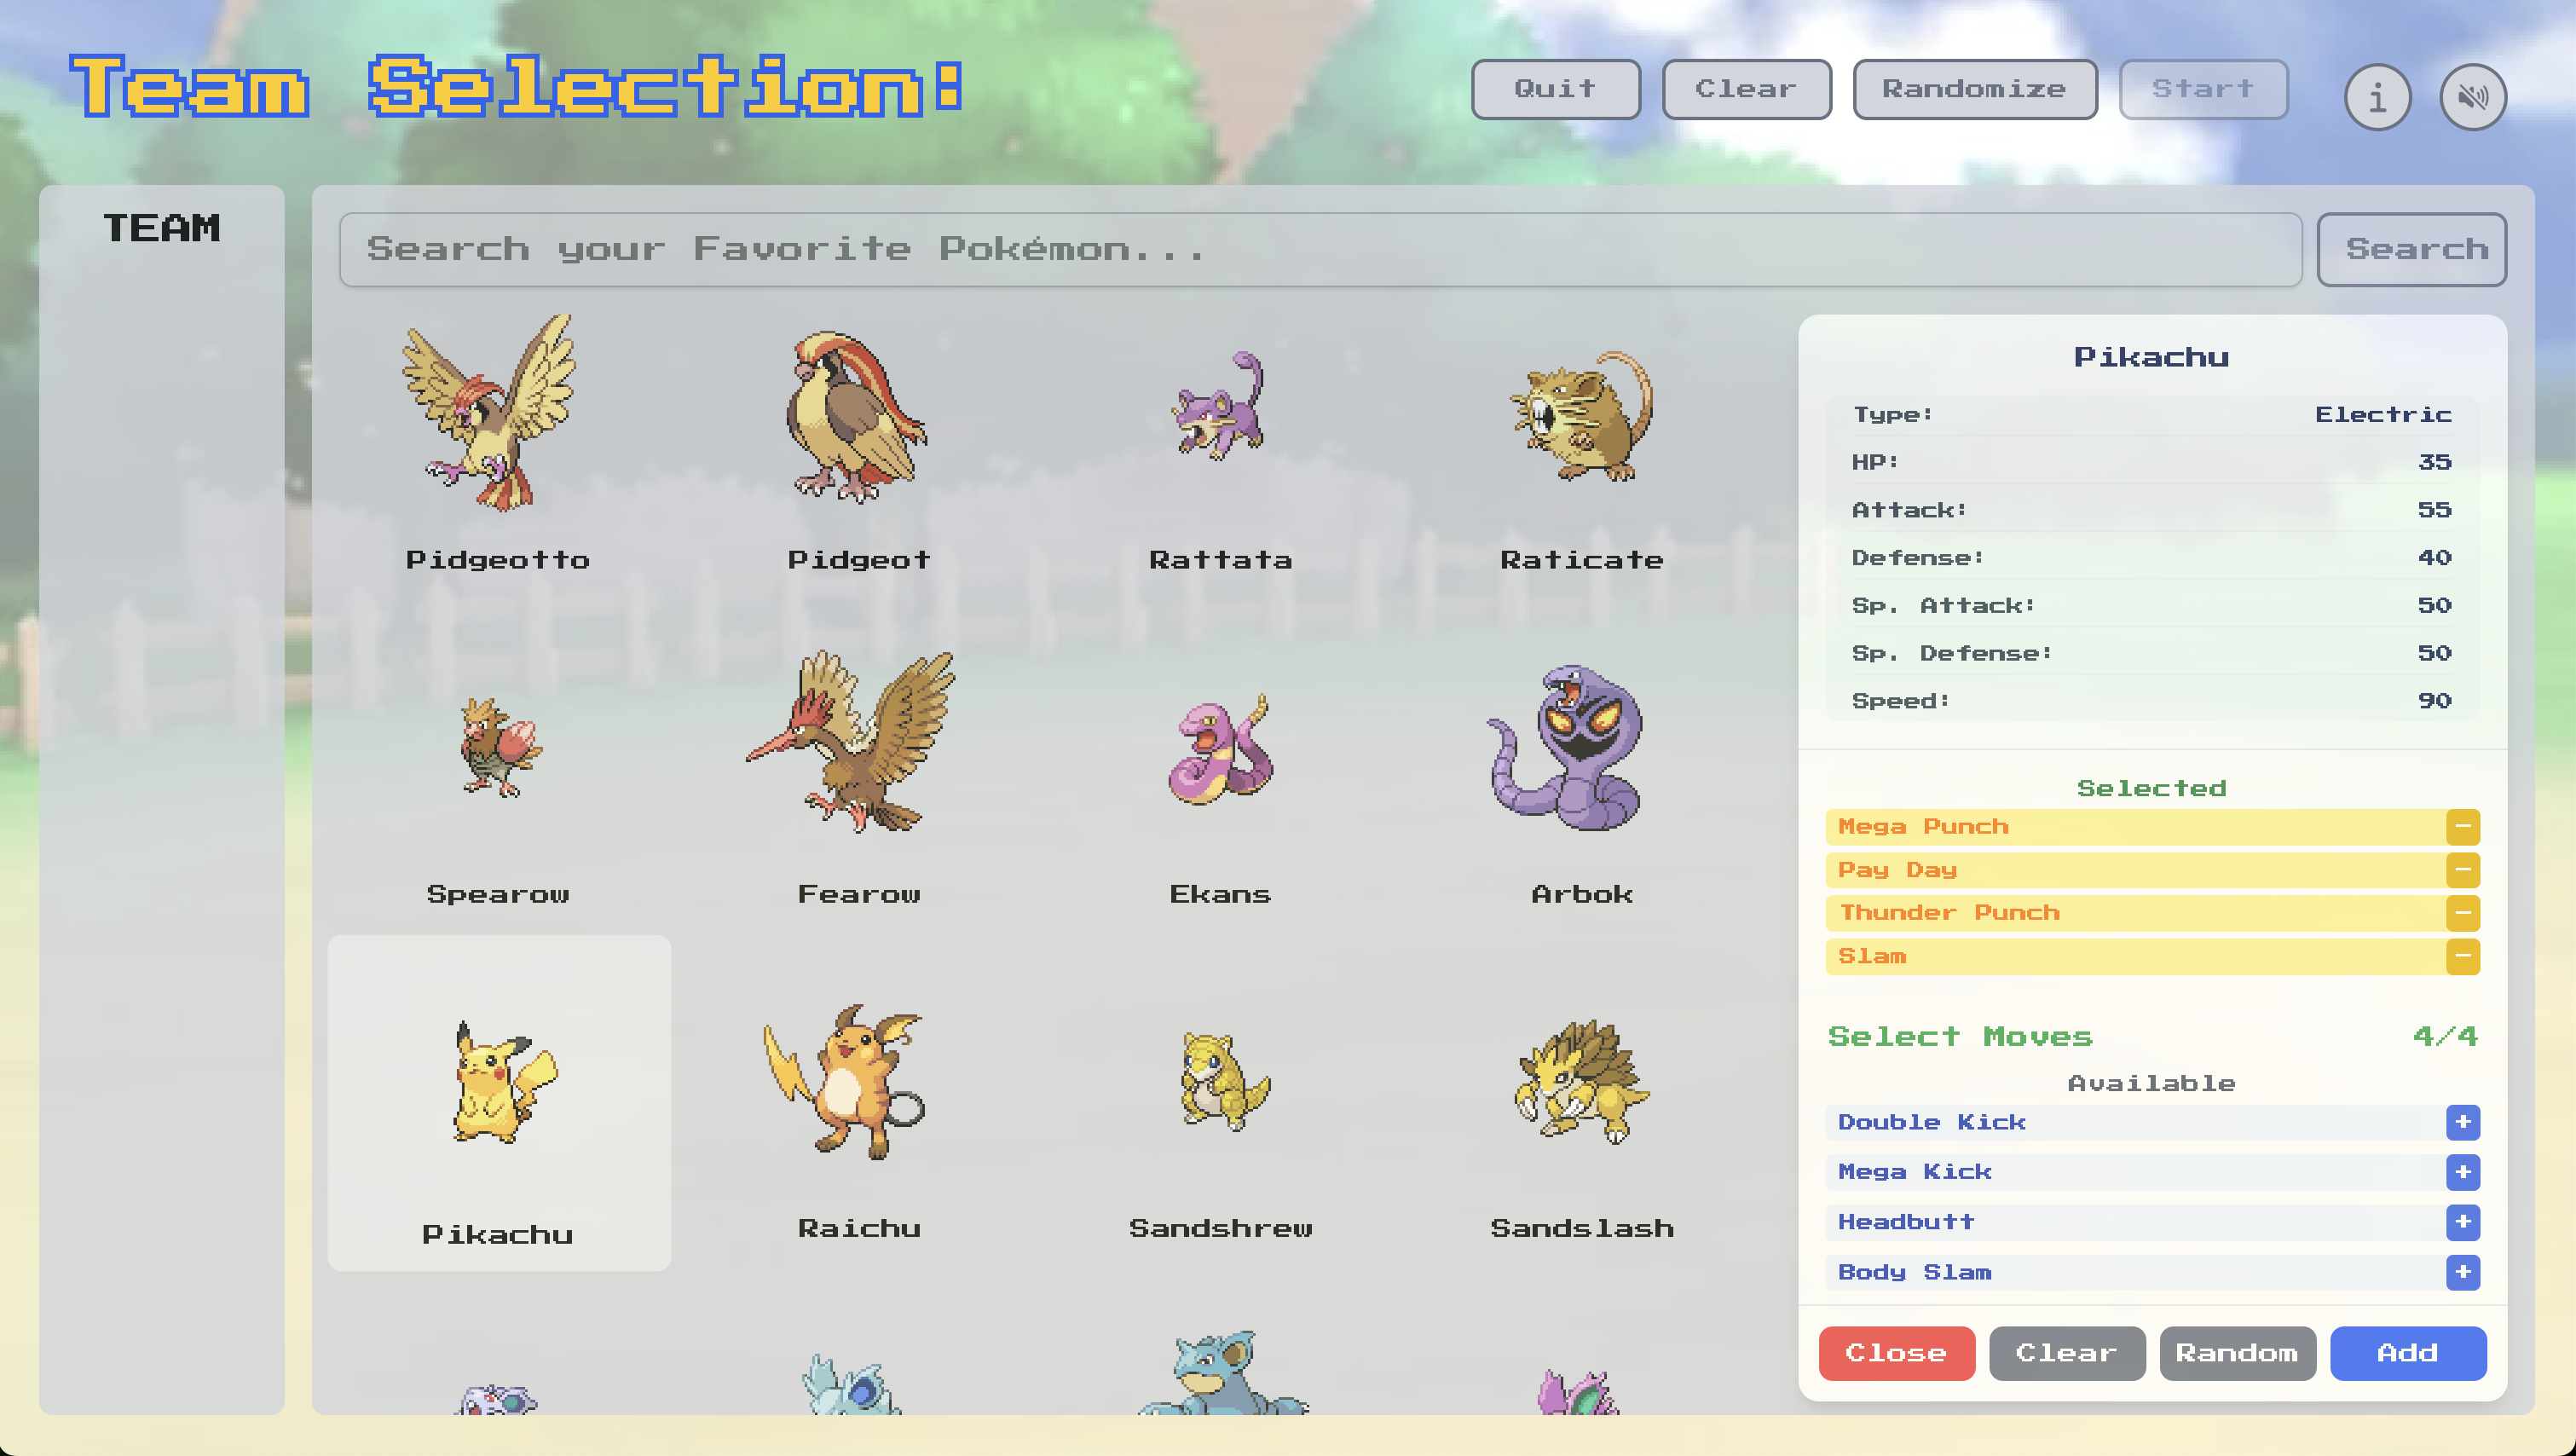 Team Selection:
Quit
Clear
Randomize
Start
i
TEAM
Search your Favorite Pokémon...
Search
Pidgeotto
Pidgeot
Rattata
Raticate
Spearow
Fearow
Ekans
Arbok
Pikachu
Raichu
Sandshrew
Sandslash
Pikachu
Type: Electric
HP: 35
Attack: 55
Defense: 40
Sp. Attack: 50
Sp. Defense: 50
Speed: 90
Selected
Mega Punch −
Pay Day −
Thunder Punch −
Slam −
Select Moves 4/4
Available
Double Kick +
Mega Kick +
Headbutt +
Body Slam +
Close
Clear
Random
Add